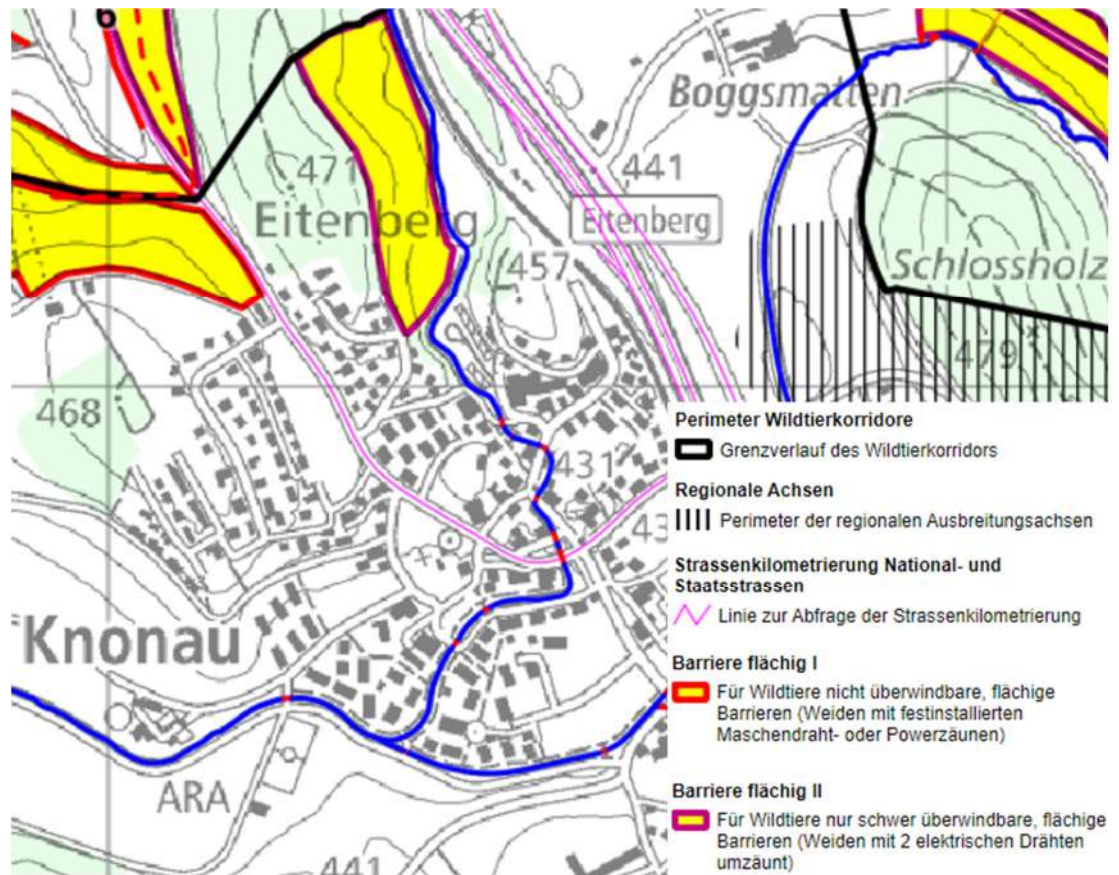 6
Boggsmatten
471
441
Eitenberg
Eitenberg
457
Schlossholz
479
468
431
43
Knonau
ARA
441
Perimeter Wildtierkorridore
Grenzverlauf des Wildtierkorridors
Regionale Achsen
Perimeter der regionalen Ausbreitungsachsen
Strassenkilometrierung National- und
Staatsstrassen
Linie zur Abfrage der Strassenkilometrierung
Barriere flächig I
Für Wildtiere nicht überwindbare, flächige
Barrieren (Weiden mit festinstallierten
Maschendraht- oder Powerzäunen)
Barriere flächig II
Für Wildtiere nur schwer überwindbare, flächige
Barrieren (Weiden mit 2 elektrischen Drähten
umzäunt)